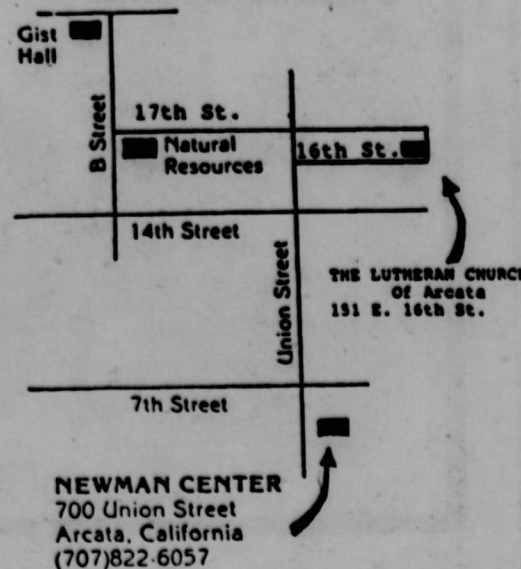 Gist
Hall
17th St.
B Street
Natural
Resources
16th St.
14th Street
Union Street
THE LUTHERAN CHURCH
Of Arcata
151 E. 16th St.
7th Street
NEWMAN CENTER
700 Union Street
Arcata, California
(707)822-6057